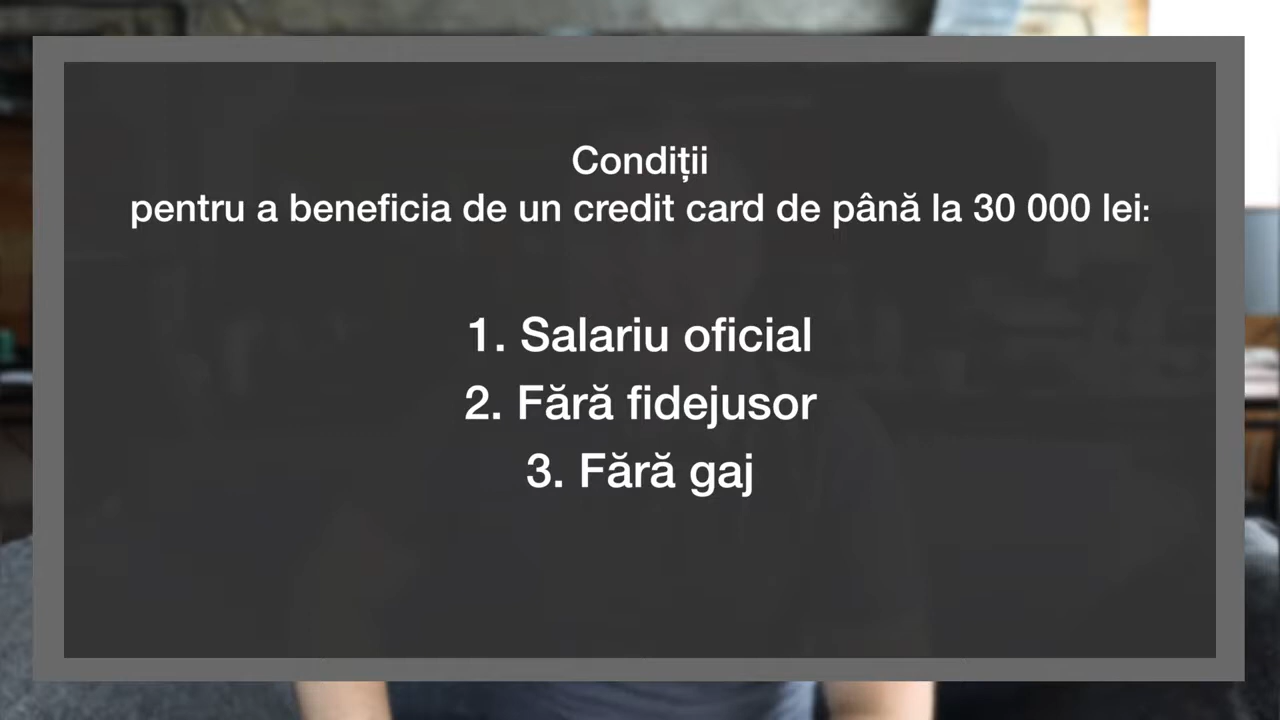 Condiții
pentru a beneficia de un credit card de până la 30 000 lei:
1. Salariu oficial
2. Fără fidejusor
3. Fără gaj